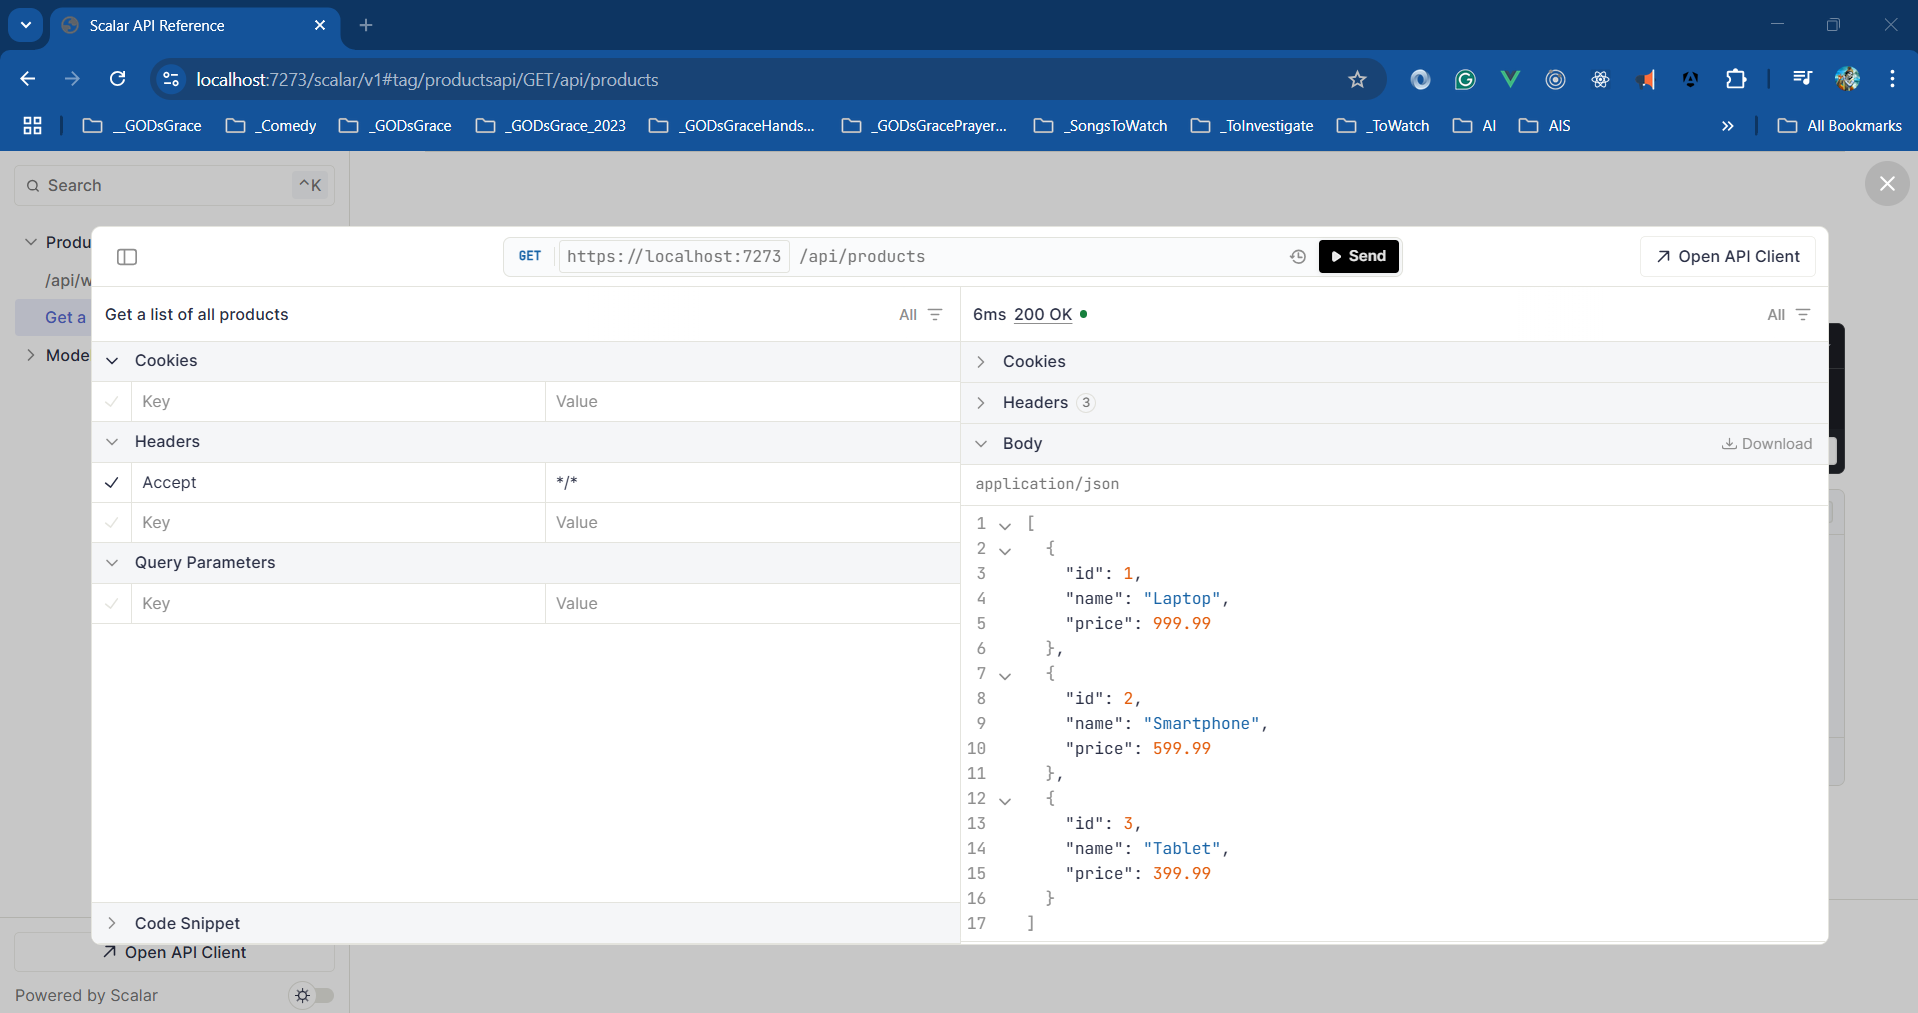 Scalar API Reference
localhost:7273/scalar/v1#tag/productsapi/GET/api/products
__GODsGrace
_Comedy
_GODsGrace
_GODsGrace_2023
_GODsGraceHands...
_GODsGracePrayer...
_SongsToWatch
_ToInvestigate
_ToWatch
AI
AIS
»
All Bookmarks
Search
^K
Produ
/api/w
Get a
Mode
GET https://localhost:7273 /api/products
Send
Open API Client
Get a list of all products
All
Cookies
Key Value
Headers
Accept */*
Key Value
Query Parameters
Key Value
Code Snippet
6ms 200 OK
All
Cookies
Headers 3
Body
Download
application/json
1 [
2 {
3 "id": 1,
4 "name": "Laptop",
5 "price": 999.99
6 },
7 {
8 "id": 2,
9 "name": "Smartphone",
10 "price": 599.99
11 },
12 {
13 "id": 3,
14 "name": "Tablet",
15 "price": 399.99
16 }
17 ]
Open API Client
Powered by Scalar